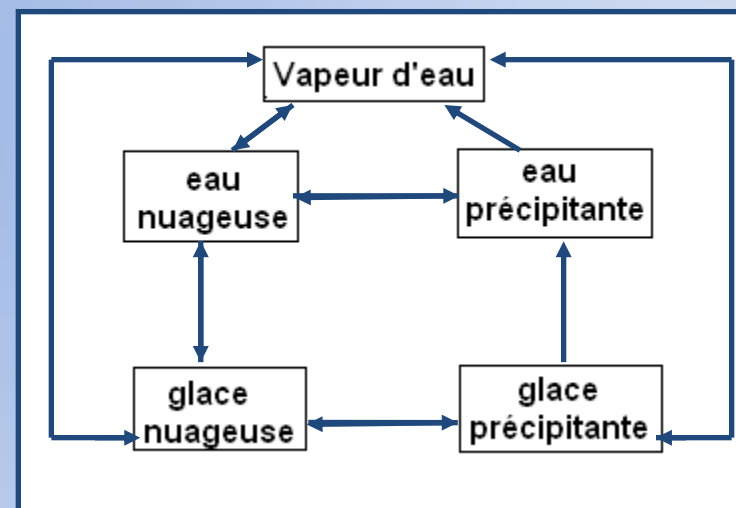 Vapeur d'eau
eau
nuageuse
eau
précipitante
glace
nuageuse
glace
précipitante